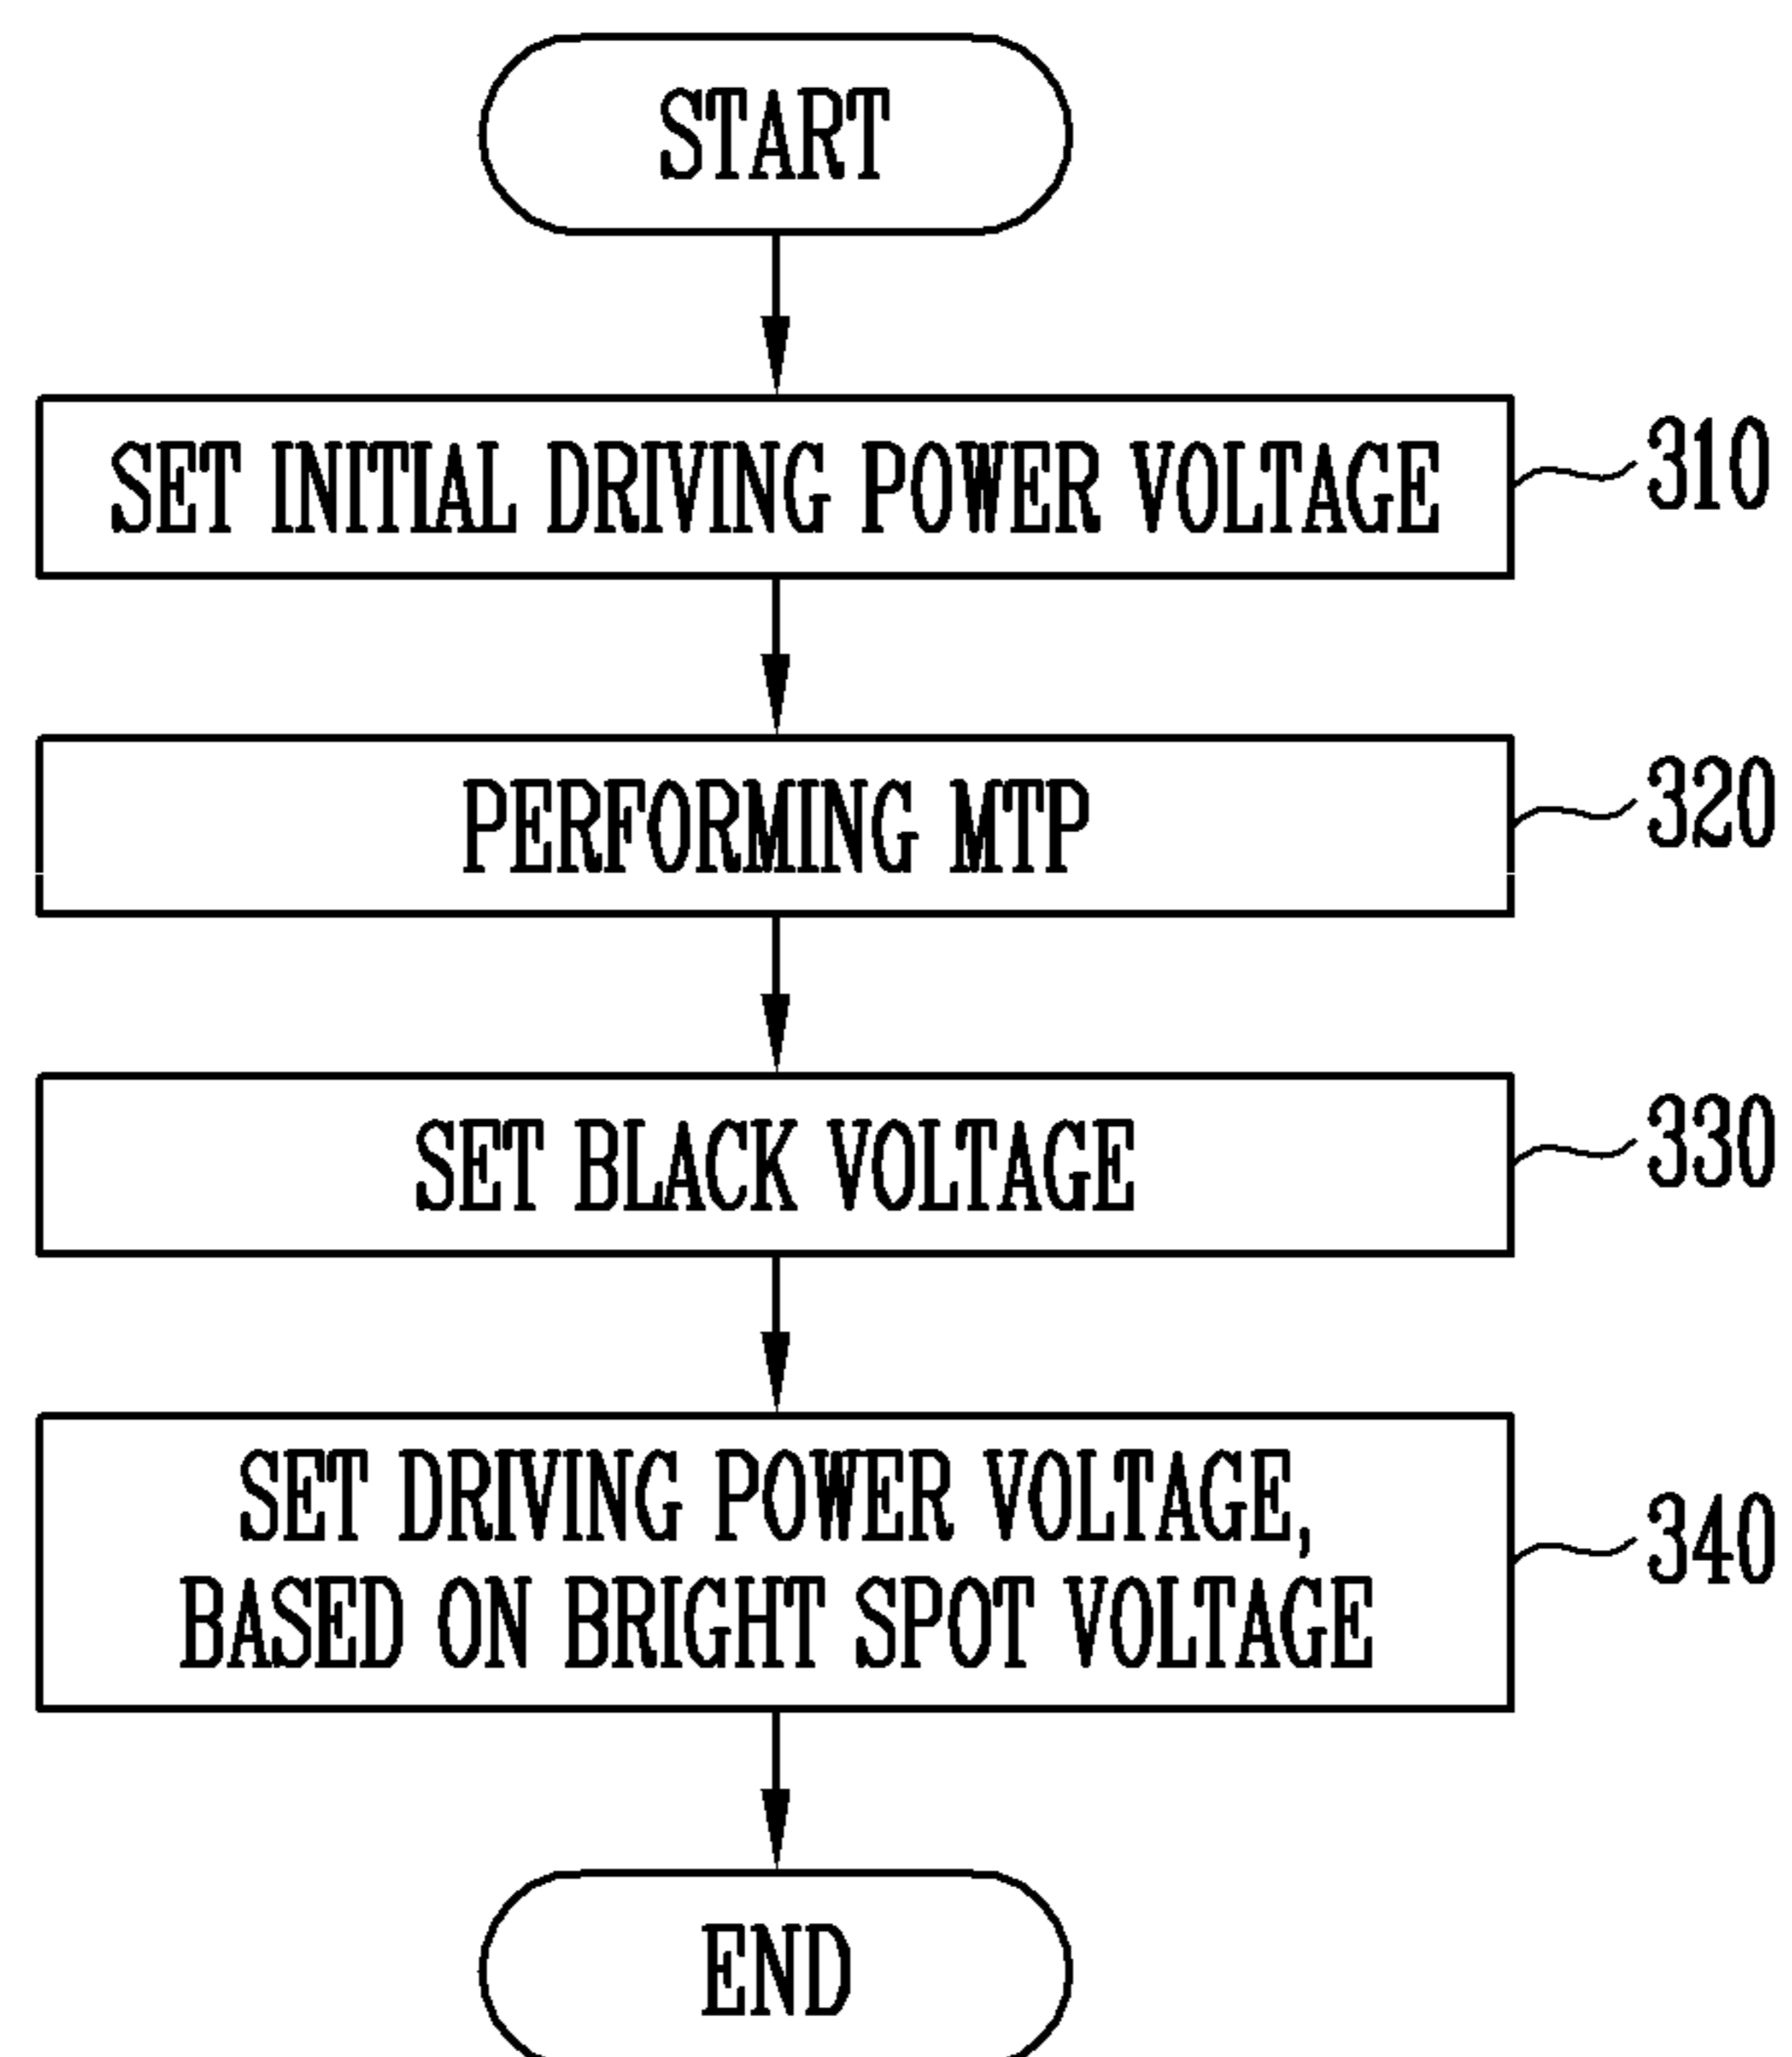 START
SET INITIAL DRIVING POWER VOLTAGE
310
PERFORMING MTP
320
SET BLACK VOLTAGE
330
SET DRIVING POWER VOLTAGE,
BASED ON BRIGHT SPOT VOLTAGE
340
END